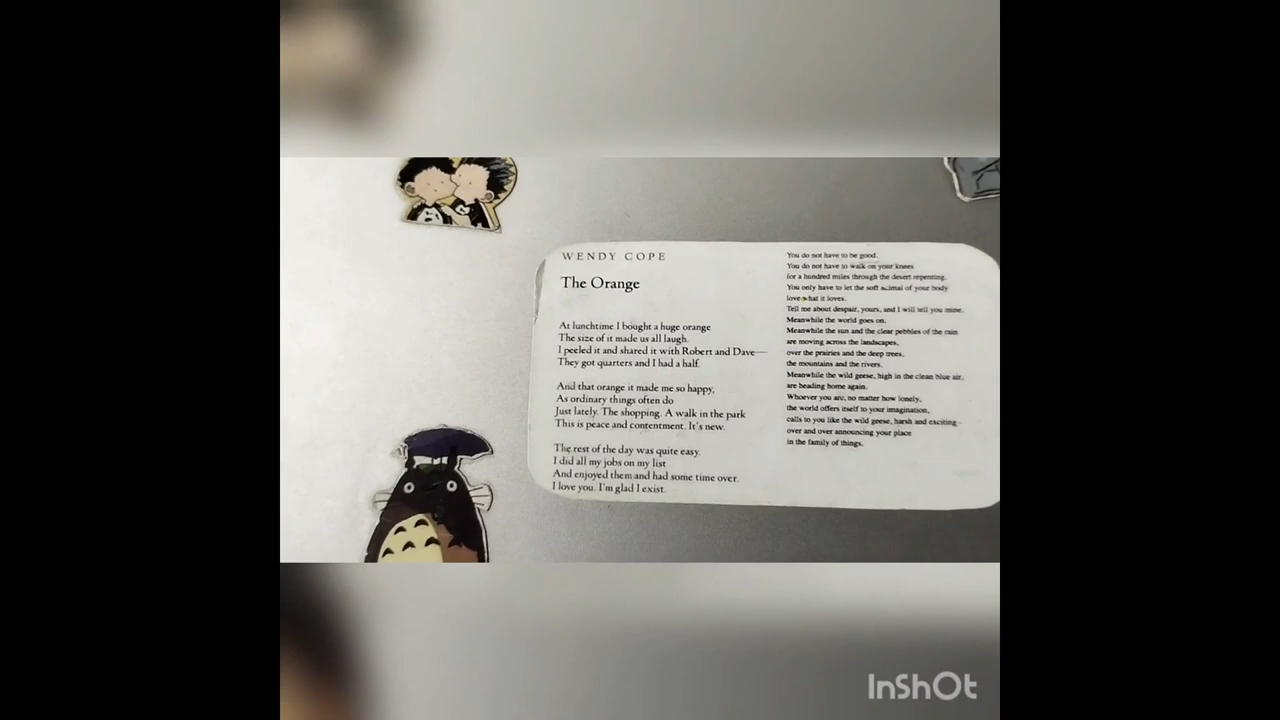 WENDY COPE
The Orange
At lunchtime I bought a huge orange
The size of it made us all laugh.
I peeled it and shared it with Robert and Dave—
They got quarters and I had a half.
And that orange it made me so happy,
As ordinary things often do
Just lately. The shopping. A walk in the park
This is peace and contentment. It's new.
The rest of the day was quite easy.
I did all my jobs on my list
And enjoyed them and had some time over.
I love you. I'm glad I exist.
You do not have to be good.
You do not have to walk on your knees
for a hundred miles through the desert repenting.
You only have to let the soft animal of your body
love what it loves.
Tell me about despair, yours, and I will tell you mine.
Meanwhile the world goes on.
Meanwhile the sun and the clear pebbles of the rain
are moving across the landscapes,
over the prairies and the deep trees,
the mountains and the rivers.
Meanwhile the wild geese, high in the clean blue air,
are heading home again.
Whoever you are, no matter how lonely,
the world offers itself to your imagination,
calls to you like the wild geese, harsh and exciting -
over and over announcing your place
in the family of things.
InShOt